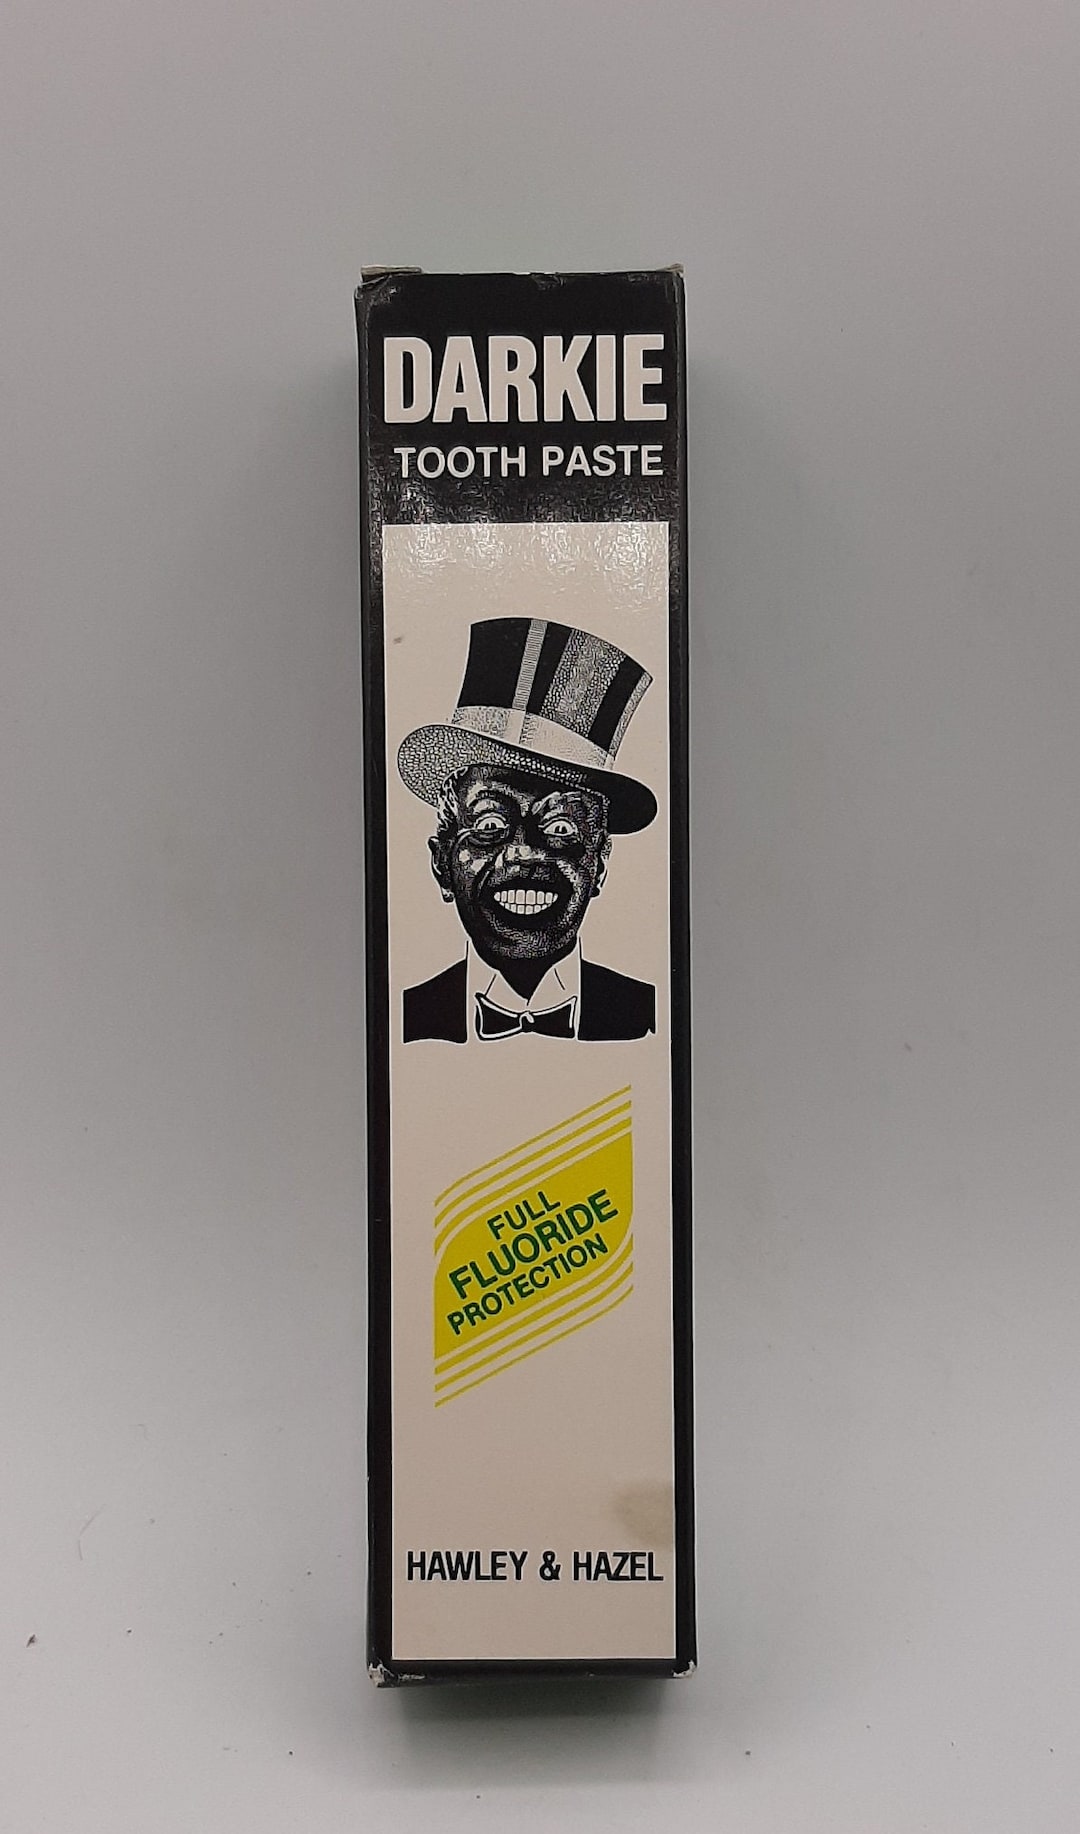 DARKIE
TOOTH PASTE
FULL
FLUORIDE
PROTECTION
HAWLEY & HAZEL